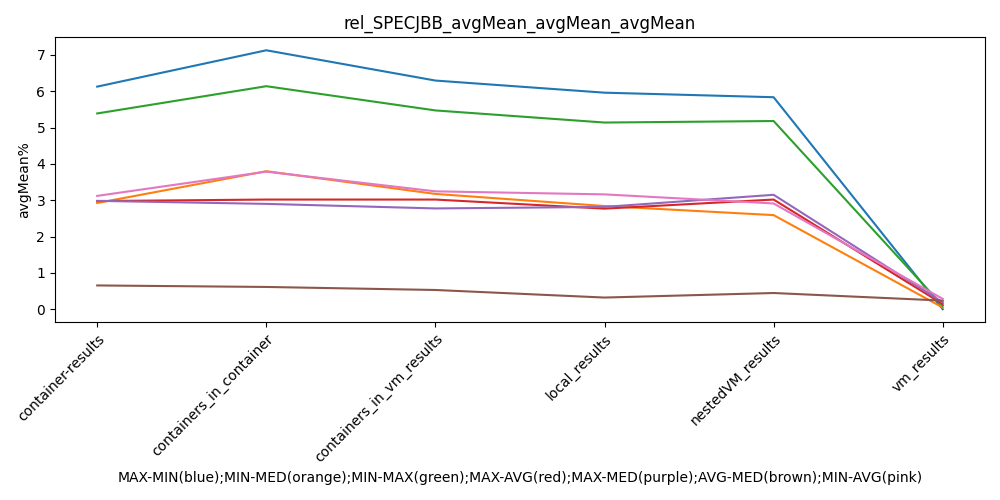 rel_SPECJBB_avgMean_avgMean_avgMean
avgMean%
7
6
5
4
3
2
1
0
container-results
containers_in_container
containers_in_vm_results
local_results
nestedVM_results
vm_results
MAX-MIN(blue);MIN-MED(orange);MIN-MAX(green);MAX-AVG(red);MAX-MED(purple);AVG-MED(brown);MIN-AVG(pink)